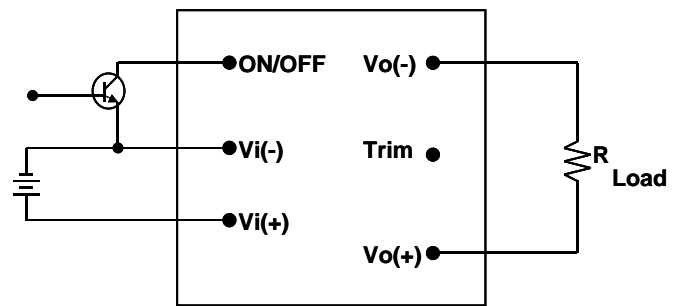 ON/OFF
Vo(-)
Vi(-)
Trim
R
Load
Vi(+)
Vo(+)